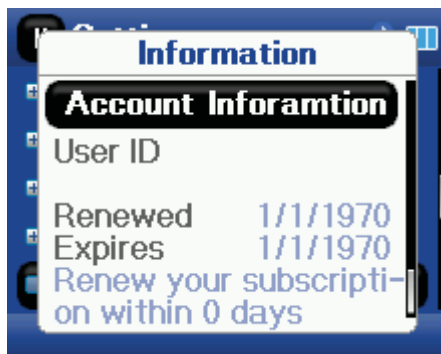 Information
Account Inforamtion
User ID
Renewed 1/1/1970
Expires 1/1/1970
Renew your subscripti-
on within 0 days